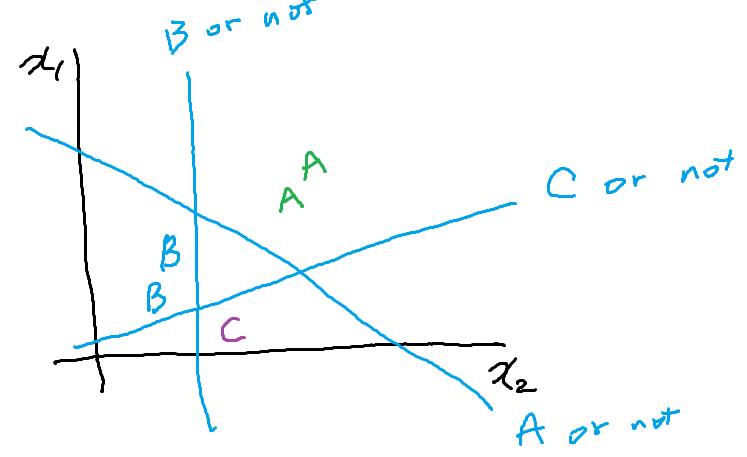 B or not
x₁
A
A
C or not
B
B
C
x₂
A or not